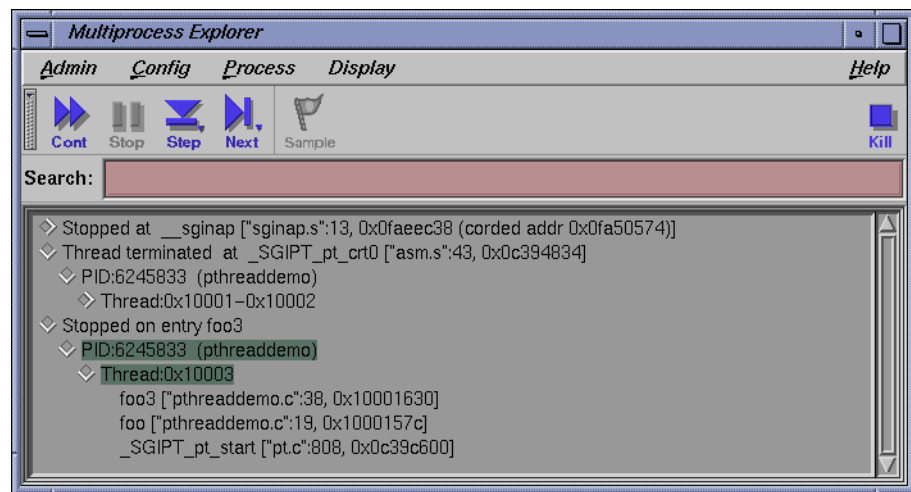 Multiprocess Explorer
Admin Config Process Display Help
Cont Stop Step Next Sample Kill
Search:
Stopped at __sginap ["sginap.s":13, 0x0faeec38 (corded addr 0x0fa50574)]
Thread terminated at _SGIPT_pt_crt0 ["asm.s":43, 0x0c394834]
PID:6245833 (pthreaddemo)
Thread:0x10001-0x10002
Stopped on entry foo3
PID:6245833 (pthreaddemo)
Thread:0x10003
foo3 ["pthreaddemo.c":38, 0x10001630]
foo ["pthreaddemo.c":19, 0x1000157c]
_SGIPT_pt_start ["pt.c":808, 0x0c39c600]